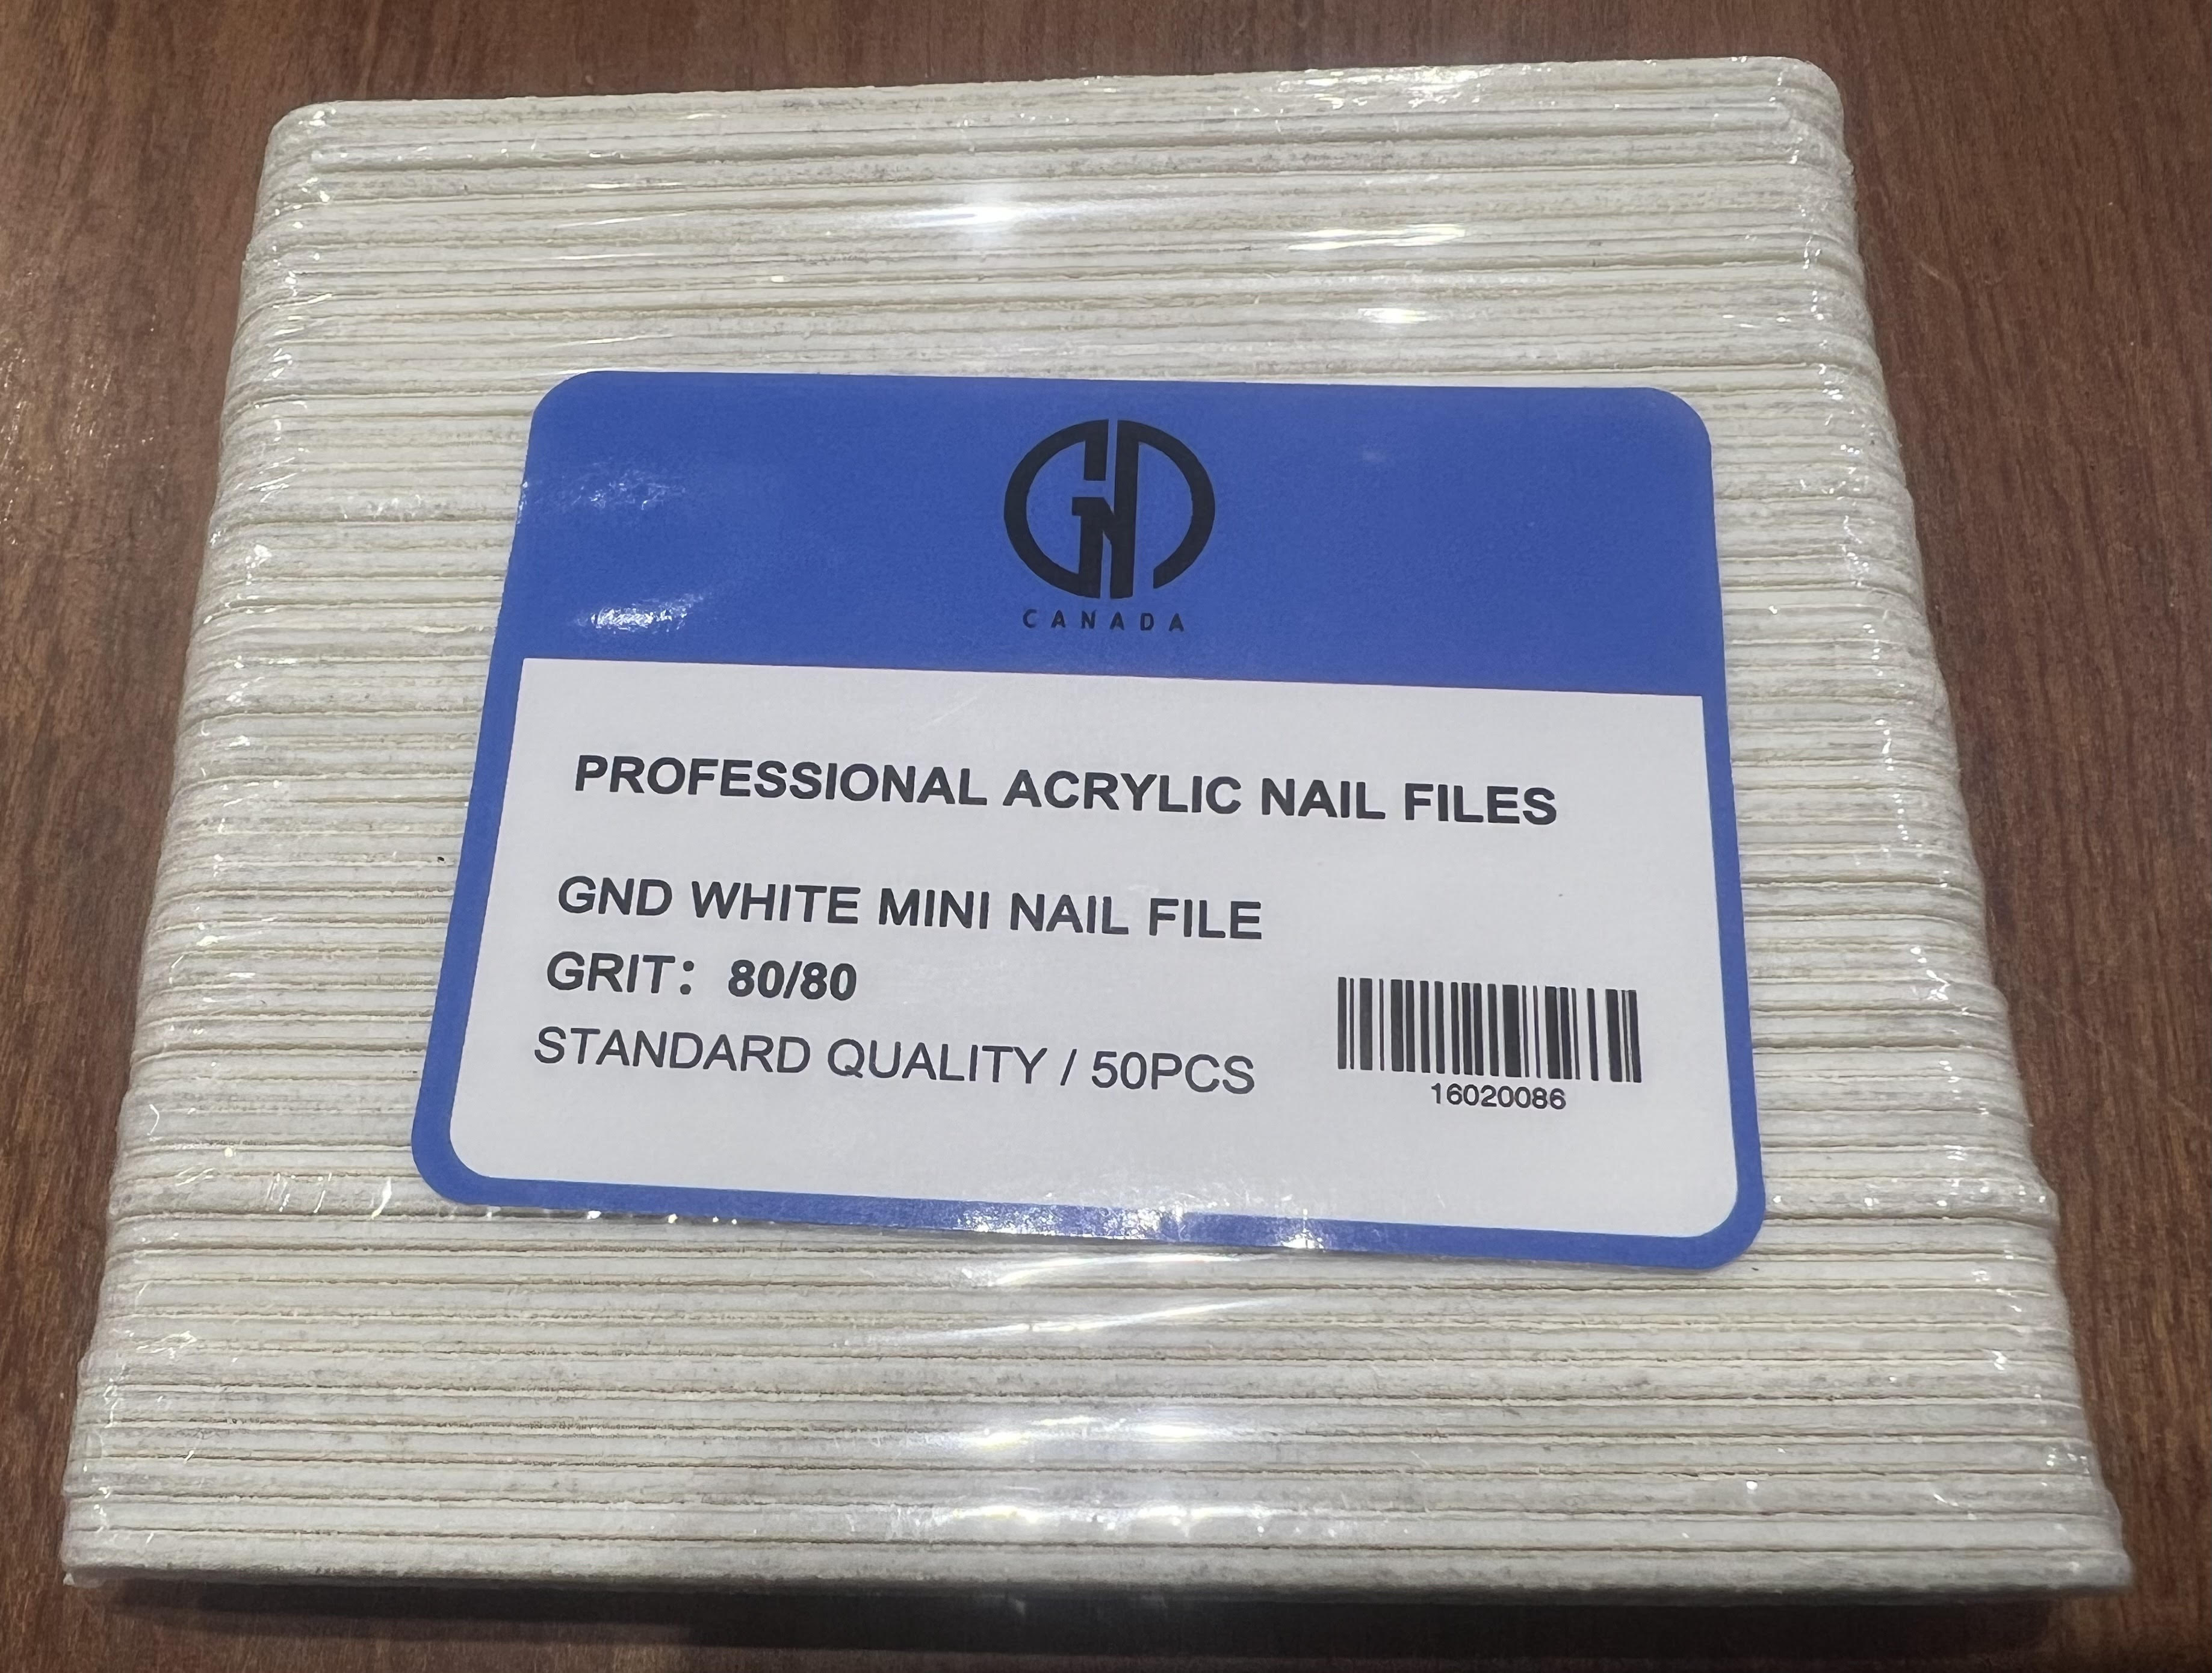 GND
CANADA
PROFESSIONAL ACRYLIC NAIL FILES
GND WHITE MINI NAIL FILE
GRIT: 80/80
STANDARD QUALITY / 50PCS
16020086